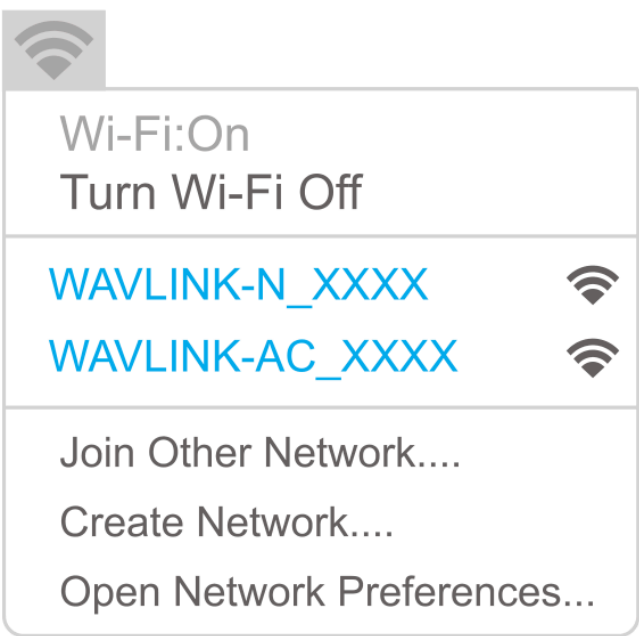 Wi-Fi:On
Turn Wi-Fi Off
WAVLINK-N_XXXX
WAVLINK-AC_XXXX
Join Other Network....
Create Network....
Open Network Preferences...